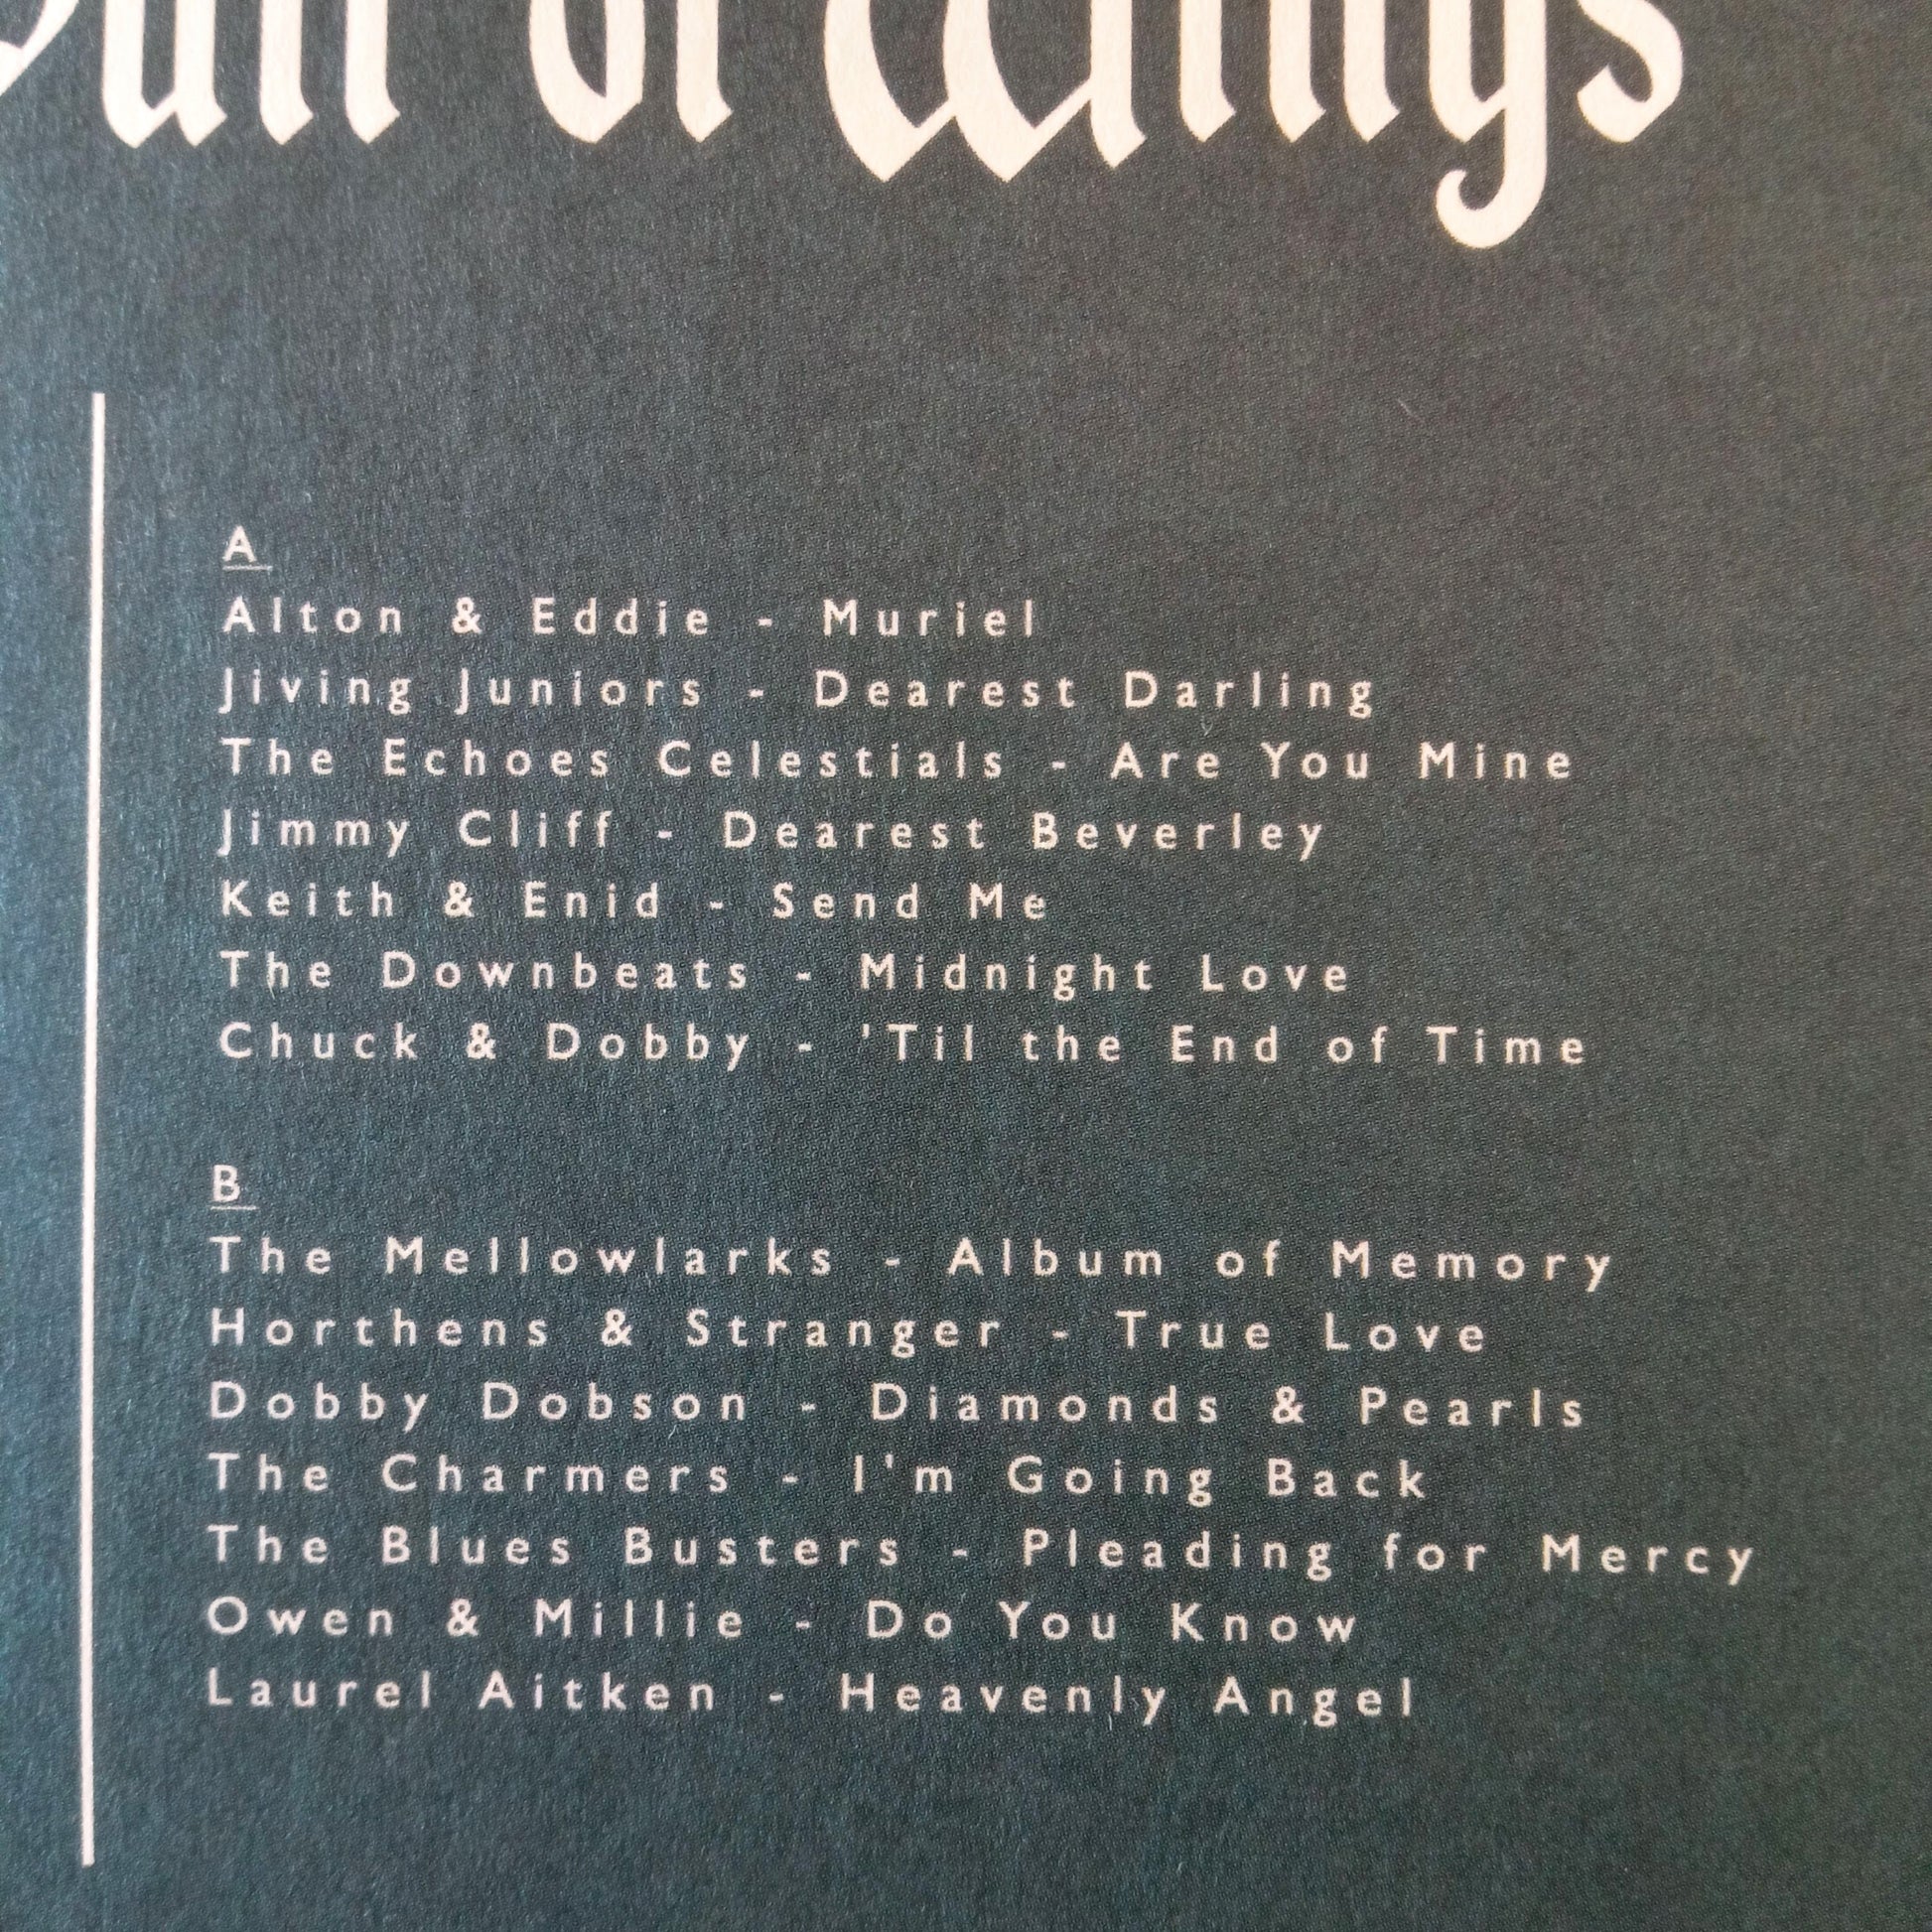 of Wings
A
Alton & Eddie - Muriel
Jiving Juniors - Dearest Darling
The Echoes Celestials - Are You Mine
Jimmy Cliff - Dearest Beverley
Keith & Enid - Send Me
The Downbeats - Midnight Love
Chuck & Dobby - 'Til the End of Time
B
The Mellowlarks - Album of Memory
Horthens & Stranger - True Love
Dobby Dobson - Diamonds & Pearls
The Charmers - I'm Going Back
The Blues Busters - Pleading for Mercy
Owen & Millie - Do You Know
Laurel Aitken - Heavenly Angel